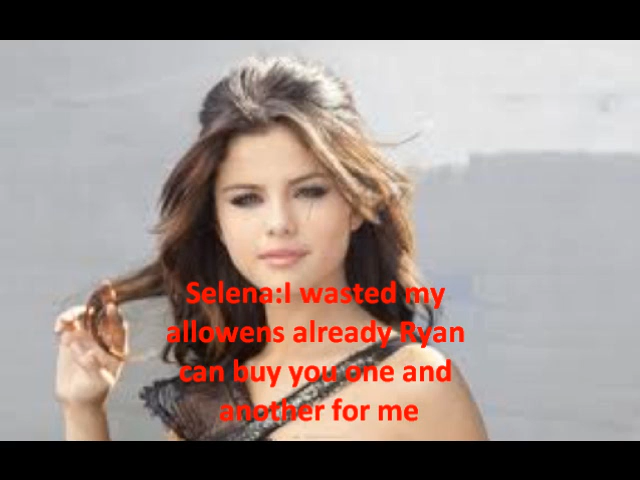 Selena:I wasted my
allowens already Ryan
can buy you one and
another for me